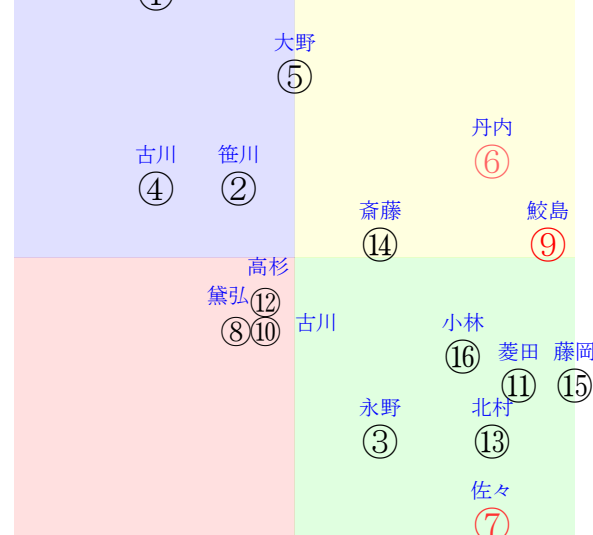 ①
大野
⑤
丹内
⑥
古川
④
笹川
②
斎藤
⑭
鮫島
⑨
高杉
⑫
黛弘
⑧⑩
古川
小林
⑯
菱田
⑪
藤岡
⑮
永野
③
北村
⑬
佐々
⑦